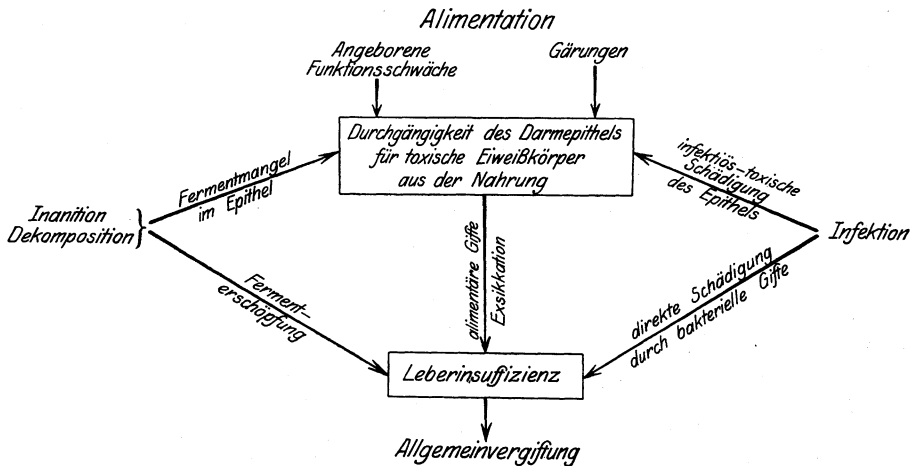 Alimentation
Angeborene
Funktionsschwäche
Gärungen
Durchgängigkeit des Darmepithels
für toxische Eiweißkörper
aus der Nahrung
Fermentmangel
im Epithel
infektiös-toxische
Schädigung
des Epithels
Inanition
Dekomposition
Infektion
alimentäre Gifte
Exsikkation
Ferment-
erschöpfung
direkte Schädigung
durch bakterielle Gifte
Leberinsuffizienz
Allgemeinvergiftung